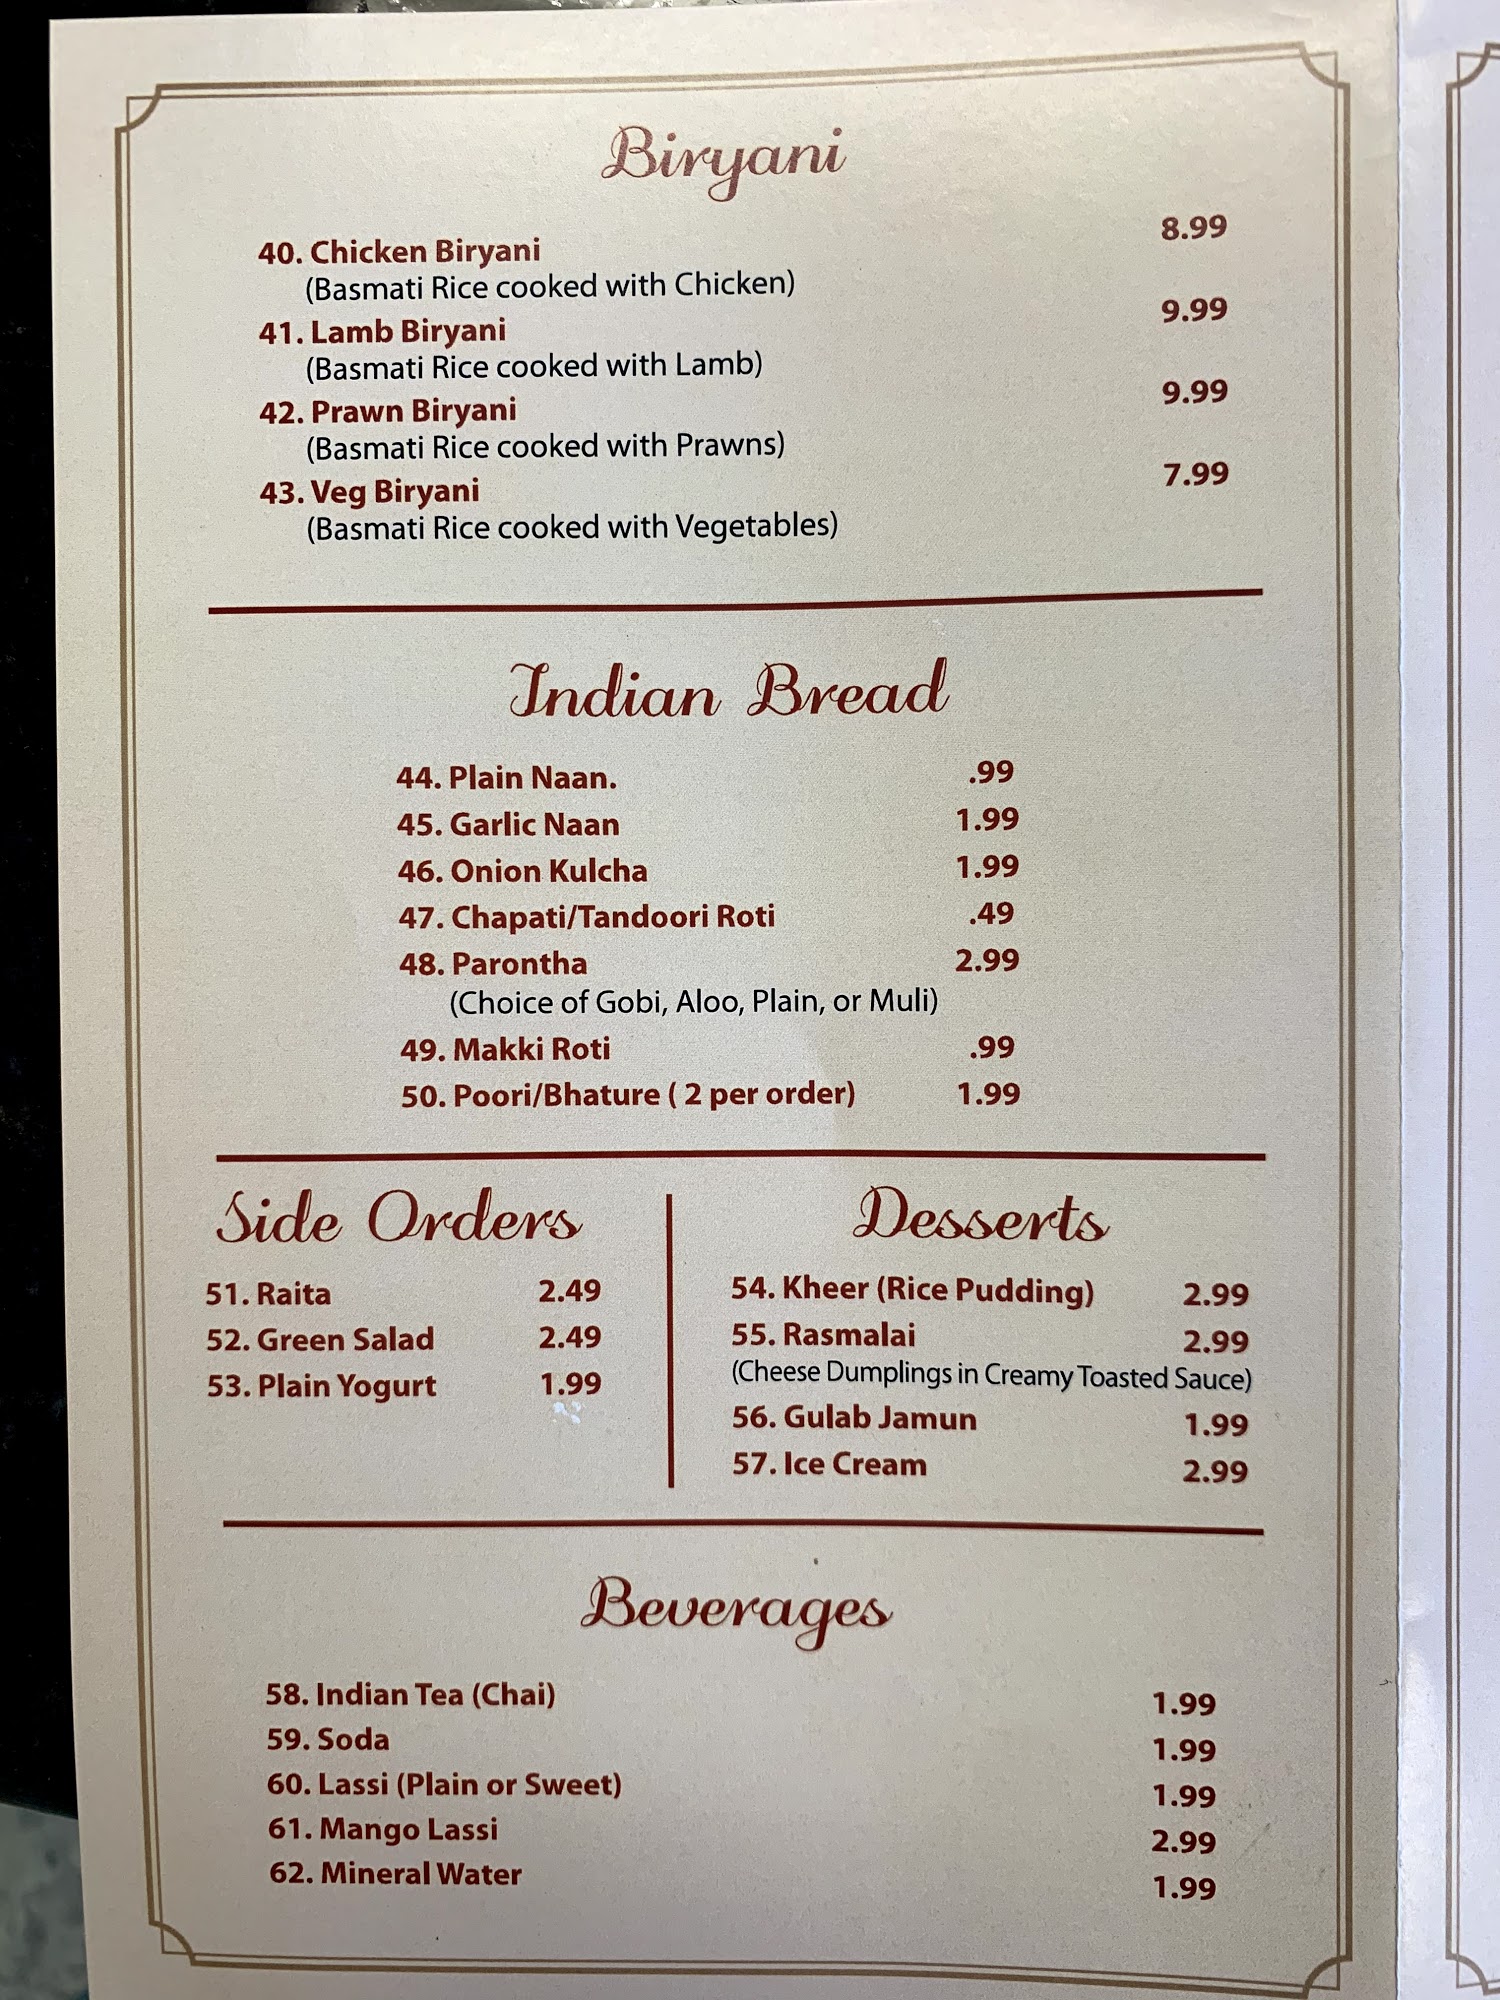 Biryani
40. Chicken Biryani 8.99
(Basmati Rice cooked with Chicken)
41. Lamb Biryani 9.99
(Basmati Rice cooked with Lamb)
42. Prawn Biryani 9.99
(Basmati Rice cooked with Prawns)
43. Veg Biryani 7.99
(Basmati Rice cooked with Vegetables)
Indian Bread
44. Plain Naan. .99
45. Garlic Naan 1.99
46. Onion Kulcha 1.99
47. Chapati/Tandoori Roti .49
48. Parontha 2.99
(Choice of Gobi, Aloo, Plain, or Muli)
49. Makki Roti .99
50. Poori/Bhature ( 2 per order) 1.99
Side Orders
51. Raita 2.49
52. Green Salad 2.49
53. Plain Yogurt 1.99
Desserts
54. Kheer (Rice Pudding) 2.99
55. Rasmalai 2.99
(Cheese Dumplings in Creamy Toasted Sauce)
56. Gulab Jamun 1.99
57. Ice Cream 2.99
Beverages
58. Indian Tea (Chai) 1.99
59. Soda 1.99
60. Lassi (Plain or Sweet) 1.99
61. Mango Lassi 2.99
62. Mineral Water 1.99